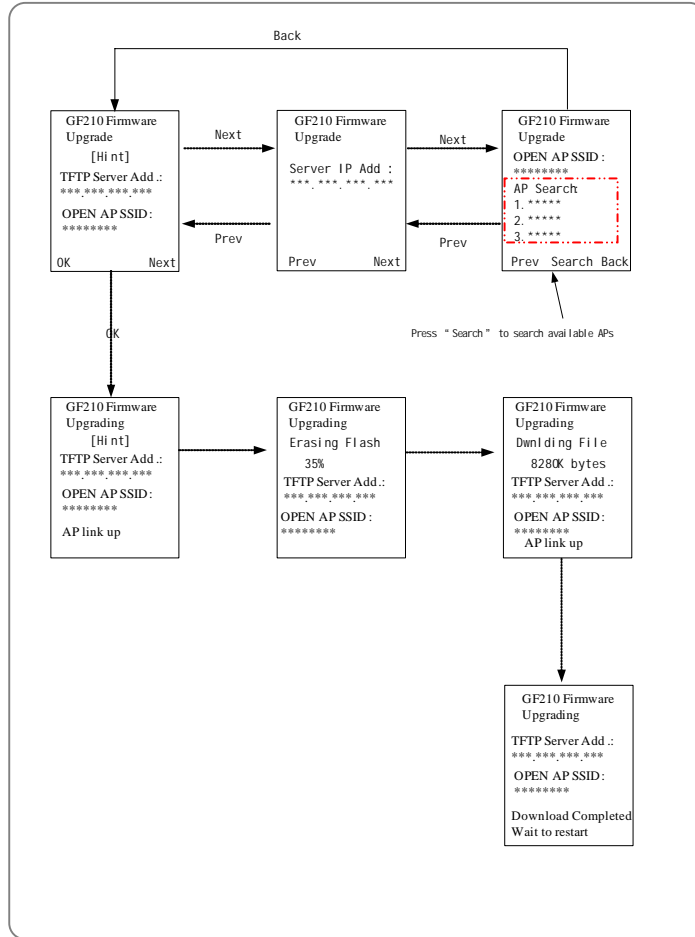 Back
GF210 Firmware
Upgrade
[Hint]
TFTP Server Add.:
***.***.***.***
OPEN AP SSID:
********
OK Next
Next
Prev
GF210 Firmware
Upgrade
Server IP Add :
***.***.***.***
Prev Next
Next
Prev
GF210 Firmware
Upgrade
OPEN AP SSID:
********
AP Search:
1. *****
2. *****
3. *****
Prev Search Back
Press "Search" to search available APs
OK
GF210 Firmware
Upgrading
[Hint]
TFTP Server Add.:
***.***.***.***
OPEN AP SSID:
********
AP link up
GF210 Firmware
Upgrading
Erasing Flash
35%
TFTP Server Add.:
***.***.***.***
OPEN AP SSID:
********
GF210 Firmware
Upgrading
Dwnlding File
8280K bytes
TFTP Server Add.:
***.***.***.***
OPEN AP SSID:
********
AP link up
GF210 Firmware
Upgrading
TFTP Server Add.:
***.***.***.***
OPEN AP SSID:
********
Download Completed
Wait to restart